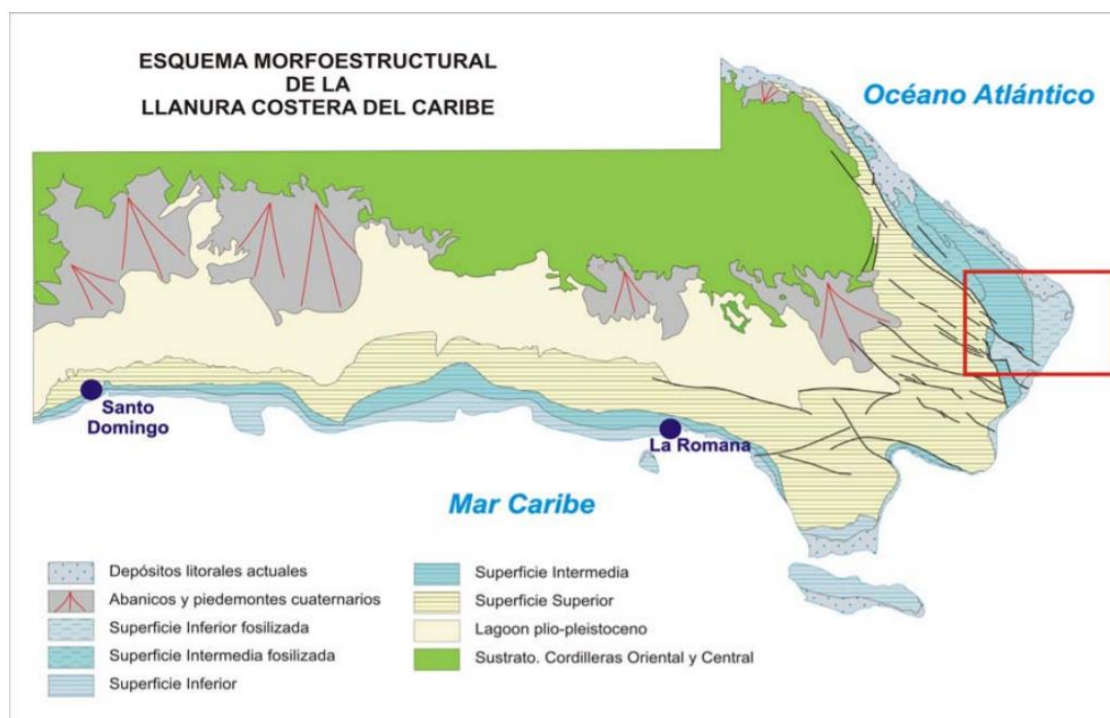 ESQUEMA MORFOESTRUCTURAL
DE LA
LLANURA COSTERA DEL CARIBE
Océano Atlántico
Santo
Domingo
La Romana
Mar Caribe
Depósitos litorales actuales
Abanicos y piedemontes cuaternarios
Superficie Inferior fosilizada
Superficie Intermedia fosilizada
Superficie Inferior
Superficie Intermedia
Superficie Superior
Lagoon plio-pleistoceno
Sustrato. Cordilleras Oriental y Central